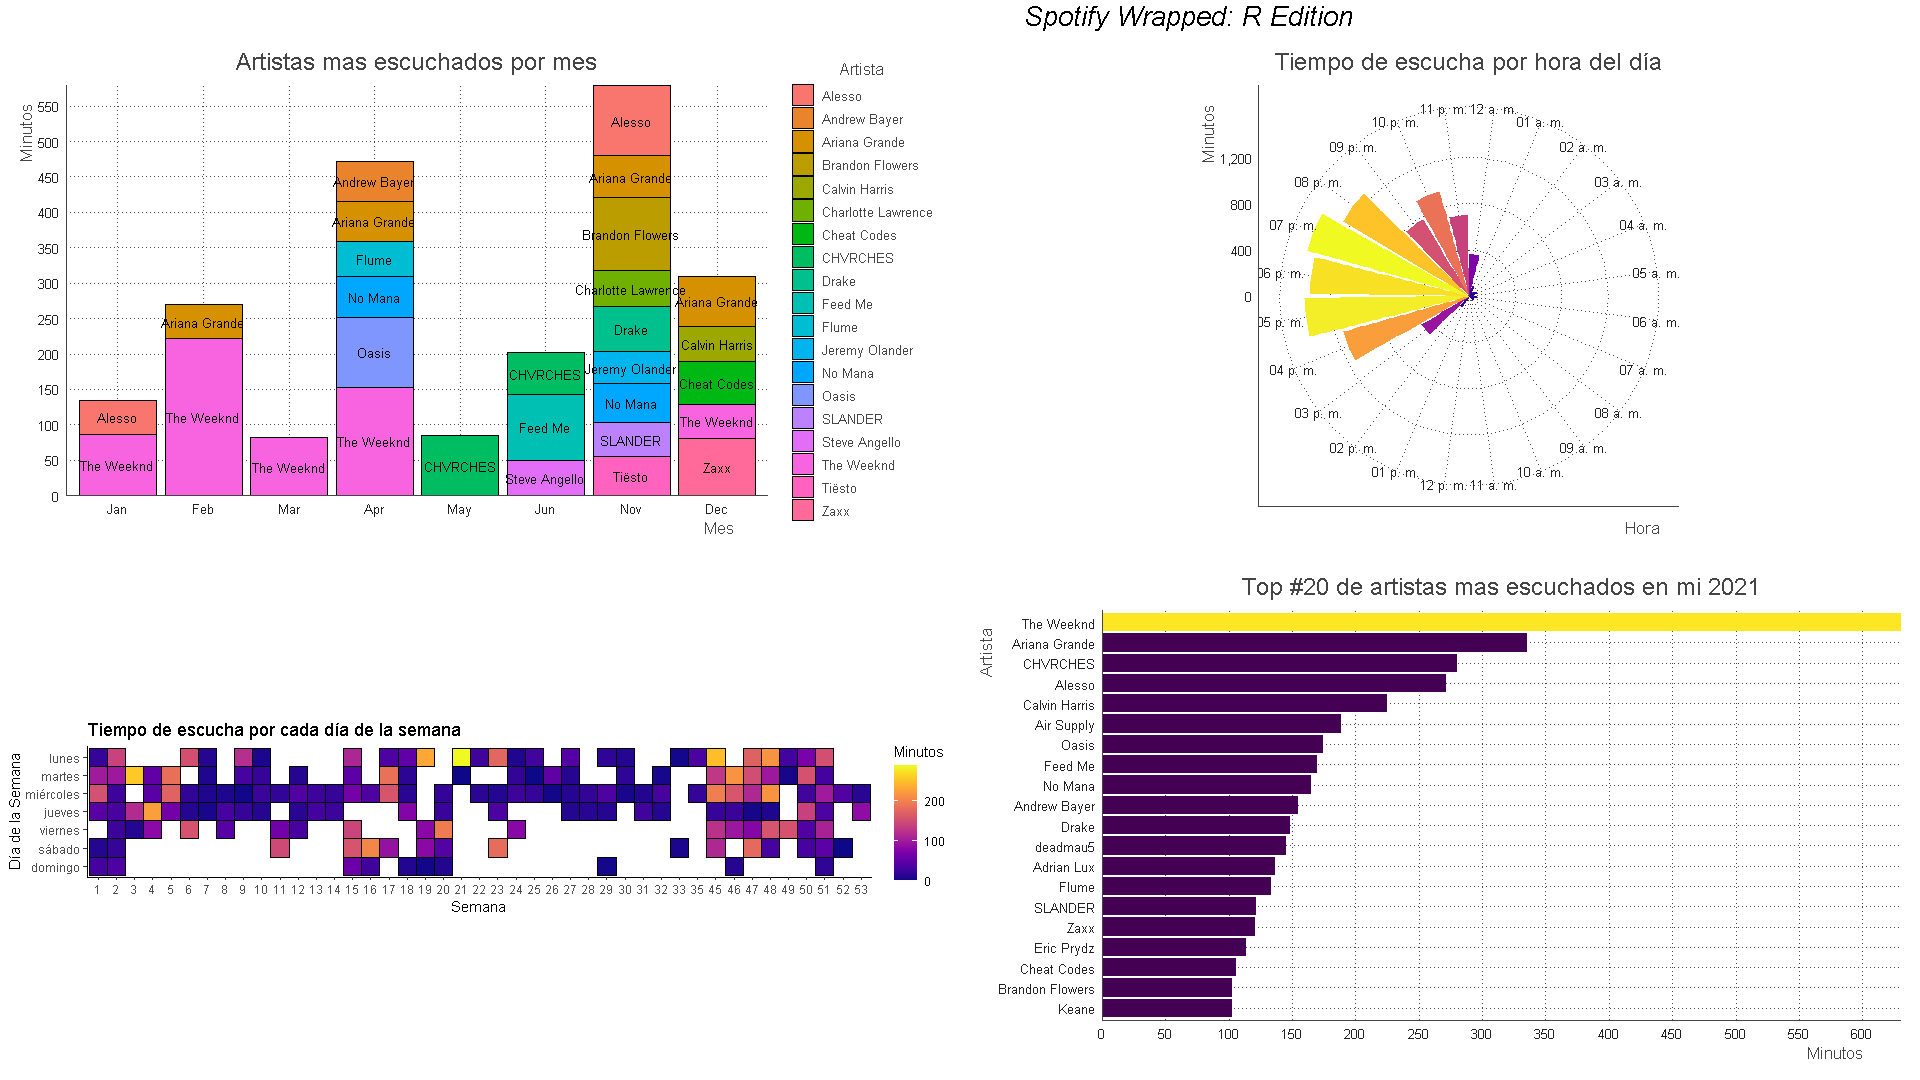 Spotify Wrapped: R Edition
Artistas mas escuchados por mes
Minutos
550
500
450
400
350
300
250
200
150
100
50
0
Alesso
The Weeknd
Ariana Grande
The Weeknd
The Weeknd
Andrew Bayer
Ariana Grande
Flume
No Mana
Oasis
The Weeknd
CHVRCHES
CHVRCHES
Feed Me
Steve Angello
Alesso
Ariana Grande
Brandon Flowers
Charlotte Lawrence
Drake
Jeremy Olander
No Mana
SLANDER
Tiësto
Ariana Grande
Calvin Harris
Cheat Codes
The Weeknd
Zaxx
Jan Feb Mar Apr May Jun Nov Dec
Mes
Artista
Alesso
Andrew Bayer
Ariana Grande
Brandon Flowers
Calvin Harris
Charlotte Lawrence
Cheat Codes
CHVRCHES
Drake
Feed Me
Flume
Jeremy Olander
No Mana
Oasis
SLANDER
Steve Angello
The Weeknd
Tiësto
Zaxx
Tiempo de escucha por hora del día
Minutos
1,200
800
400
0
12 a. m.
01 a. m.
02 a. m.
03 a. m.
04 a. m.
05 a. m.
06 a. m.
07 a. m.
08 a. m.
09 a. m.
10 a. m.
11 a. m.
12 p. m.
01 p. m.
02 p. m.
03 p. m.
04 p. m.
05 p. m.
06 p. m.
07 p. m.
08 p. m.
09 p. m.
10 p. m.
11 p. m.
Hora
Tiempo de escucha por cada día de la semana
Día de la Semana
lunes
martes
miércoles
jueves
viernes
sábado
domingo
1 2 3 4 5 6 7 8 9 10 11 12 13 14 15 16 17 18 19 20 21 22 23 24 25 26 27 28 29 30 31 32 33 35 45 46 47 48 49 50 51 52 53
Semana
Minutos
200
100
0
Top #20 de artistas mas escuchados en mi 2021
Artista
The Weeknd
Ariana Grande
CHVRCHES
Alesso
Calvin Harris
Air Supply
Oasis
Feed Me
No Mana
Andrew Bayer
Drake
deadmau5
Adrian Lux
Flume
SLANDER
Zaxx
Eric Prydz
Cheat Codes
Brandon Flowers
Keane
0 50 100 150 200 250 300 350 400 450 500 550 600
Minutos